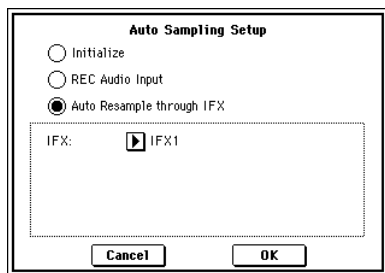 Auto Sampling Setup
Initialize
REC Audio Input
Auto Resample through IFX
IFX: IFX1
Cancel OK